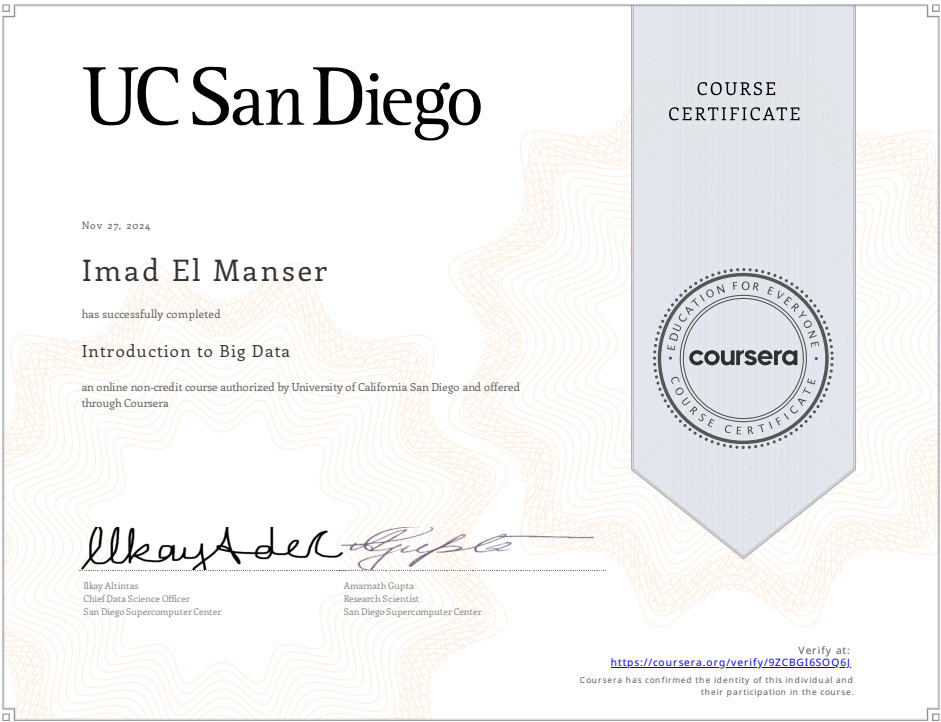 UC San Diego
COURSE
CERTIFICATE
Nov 27, 2024
Imad El Manser
has successfully completed
Introduction to Big Data
an online non-credit course authorized by University of California San Diego and offered
through Coursera
EDUCATION FOR EVERYONE
coursera
COURSE CERTIFICATE
Ilkay Altintas
Chief Data Science Officer
San Diego Supercomputer Center
Amarnath Gupta
Research Scientist
San Diego Supercomputer Center
Verify at:
https://coursera.org/verify/9ZCBGI6SOQ6J
Coursera has confirmed the identity of this individual and
their participation in the course.